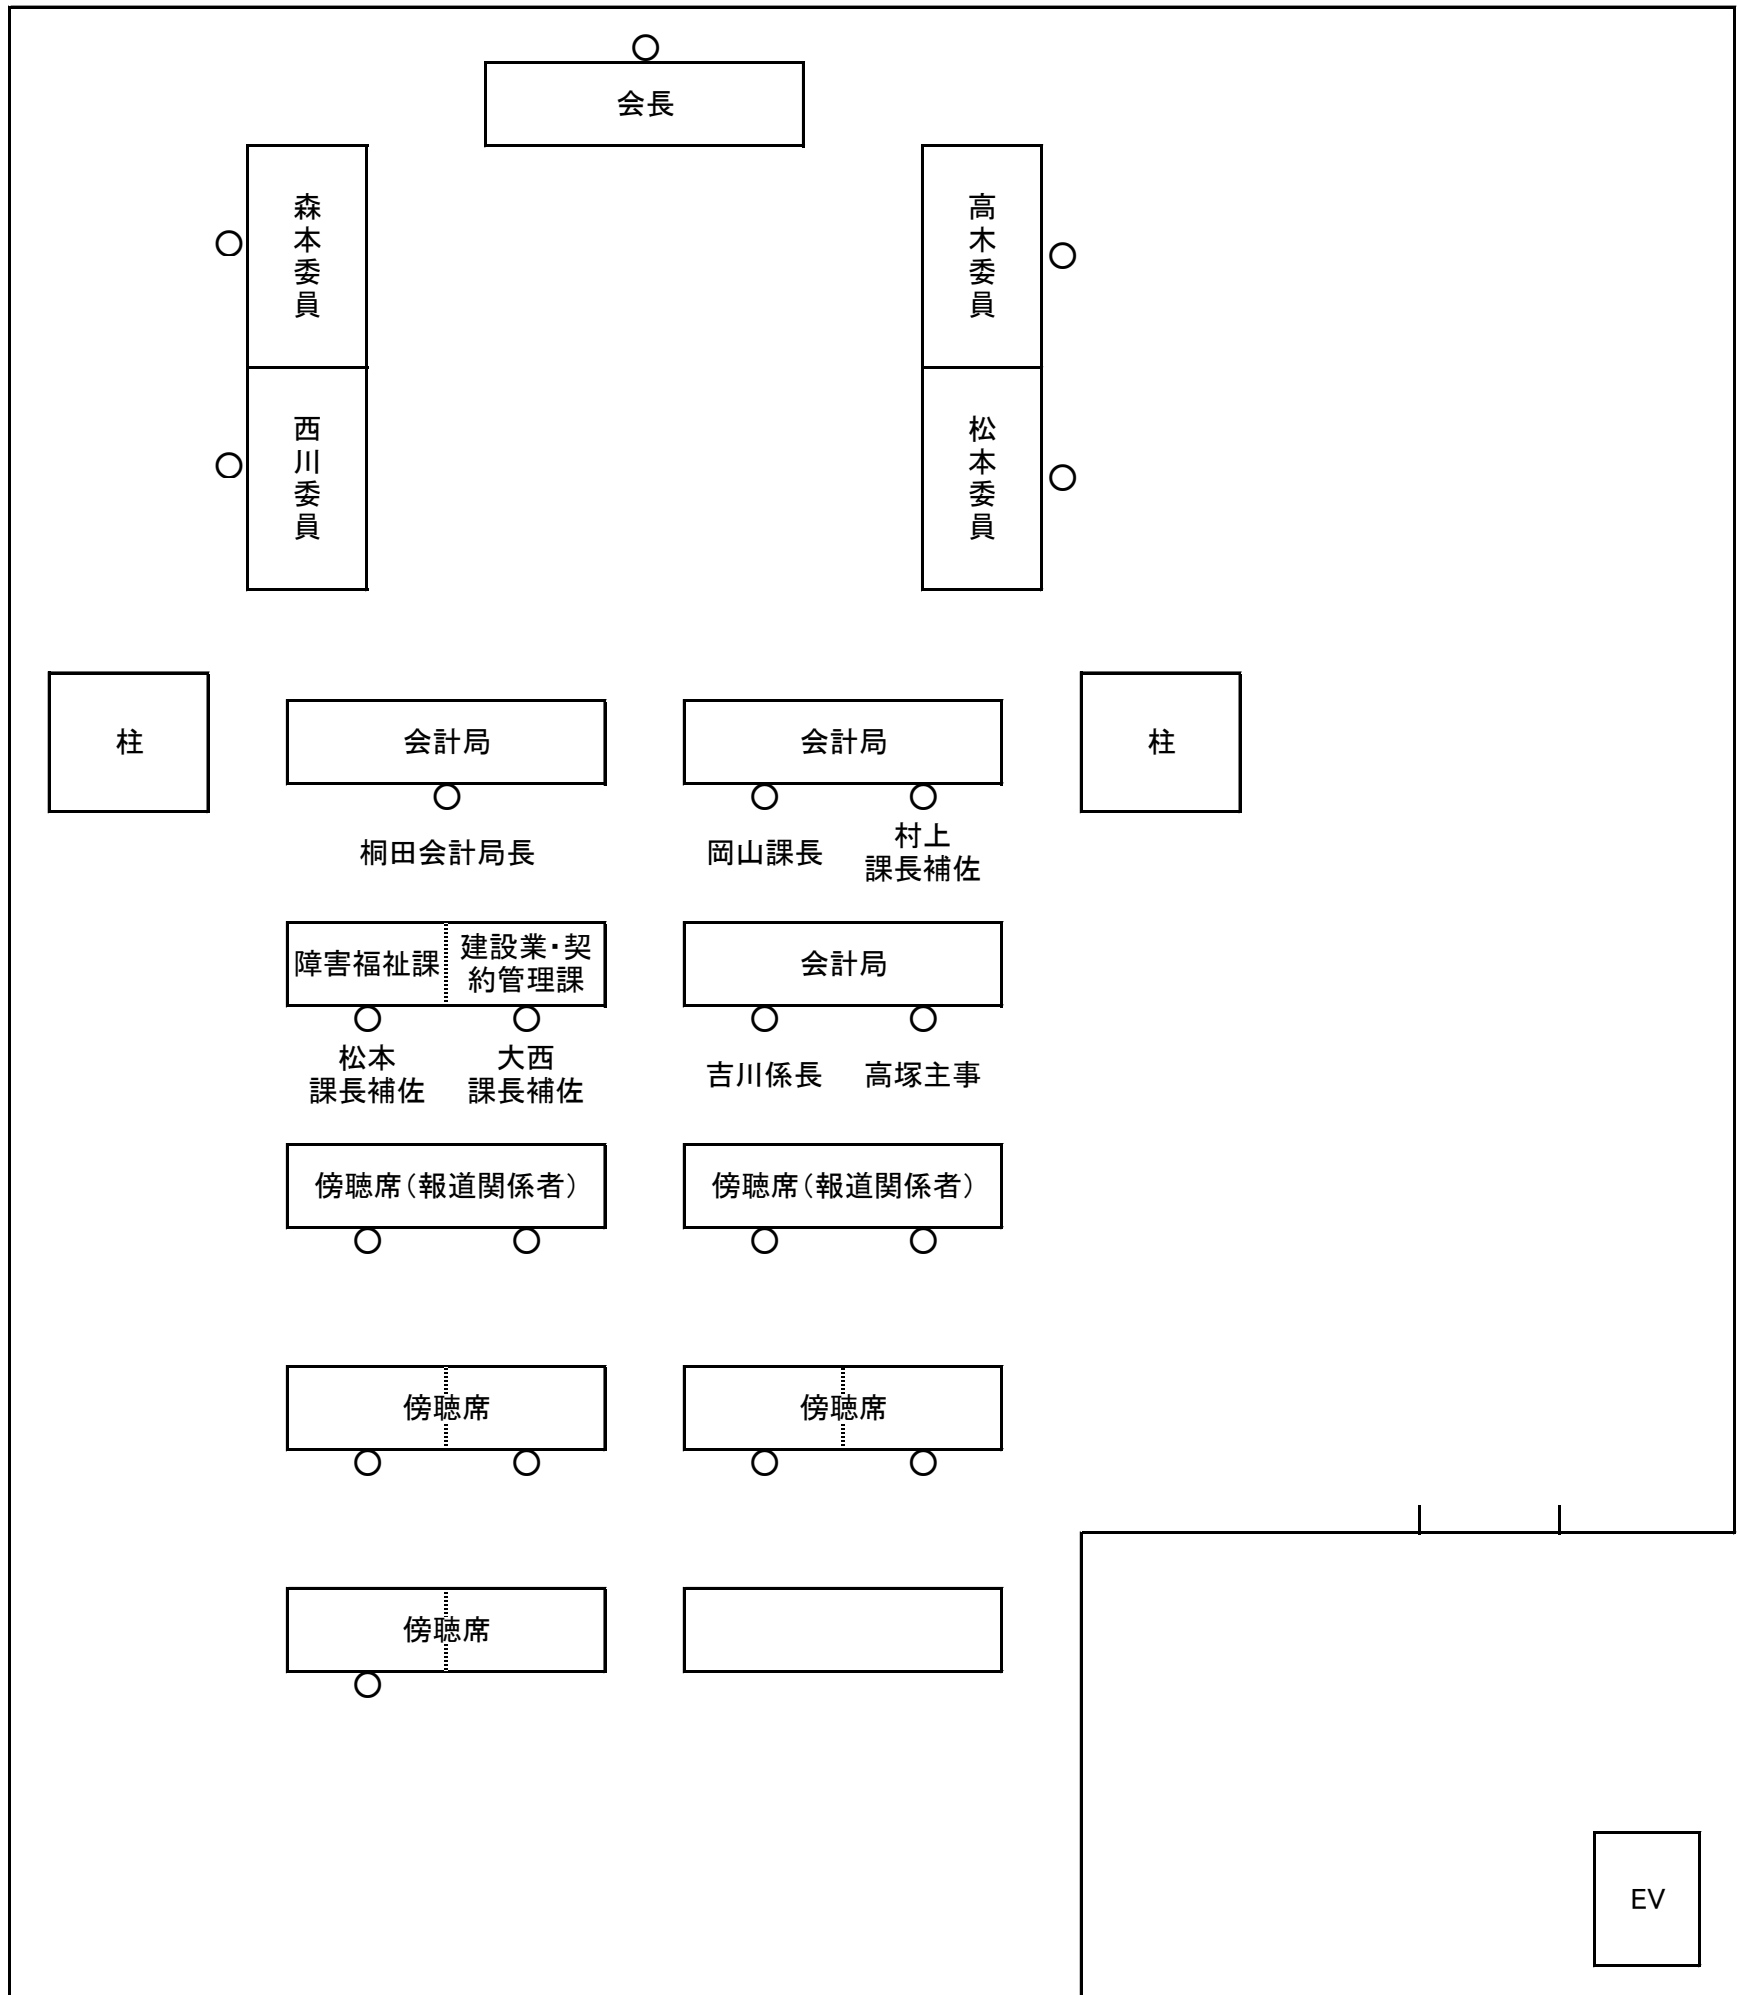 会長
森本委員
高木委員
西川委員
松本委員
柱
会計局
会計局
柱
桐田会計局長
岡山課長
村上
課長補佐
障害福祉課
建設業・契
約管理課
会計局
松本
課長補佐
大西
課長補佐
吉川係長
高塚主事
傍聴席（報道関係者）
傍聴席（報道関係者）
傍聴席
傍聴席
傍聴席
EV